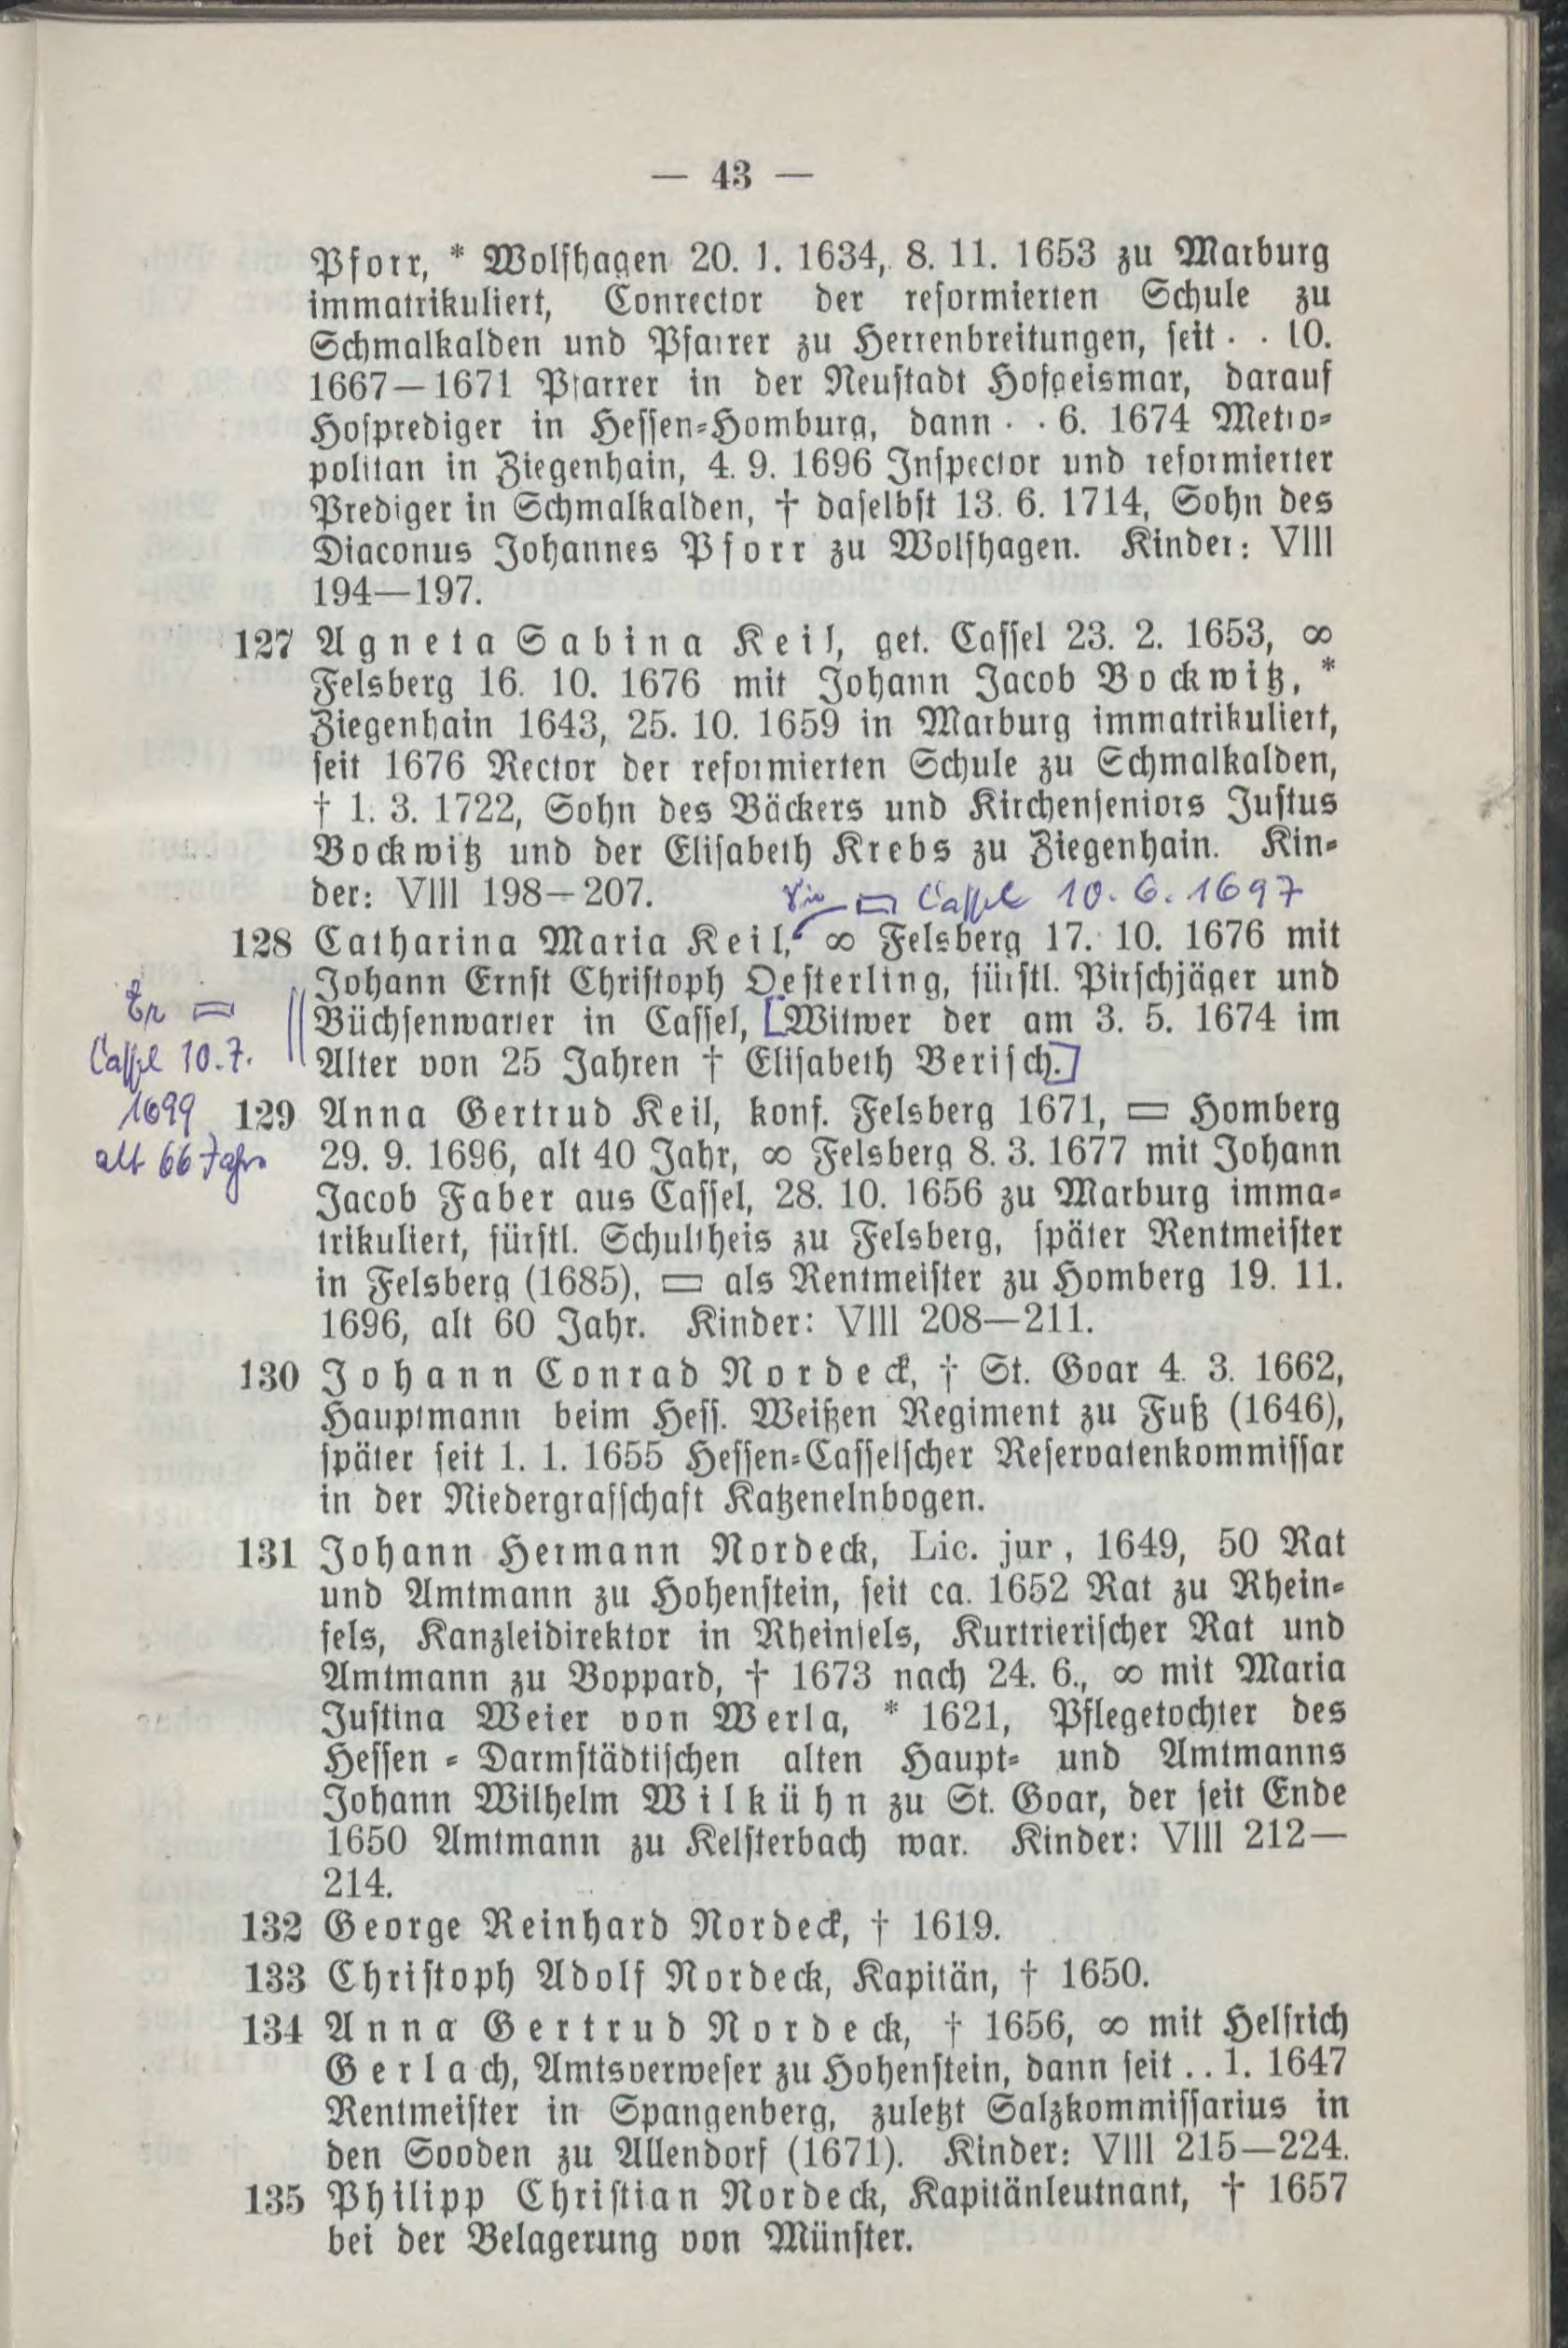 — 43 —
Pforr, * Wolfhagen 20. 1. 1634, 8. 11. 1653 zu Marburg
immatrikuliert, Conrector der reformierten Schule zu
Schmalkalden und Pfarrer zu Herrenbreitungen, seit · · 10.
1667—1671 Pfarrer in der Neustadt Hofgeismar, darauf
Hofprediger in Hessen-Homburg, dann · · 6. 1674 Metro-
politan in Ziegenhain, 4. 9. 1696 Inspector und reformierter
Prediger in Schmalkalden, † daselbst 13. 6. 1714, Sohn des
Diaconus Johannes Pforr zu Wolfhagen. Kinder: VIII
194—197.
127 Agneta Sabina Keil, get. Cassel 23. 2. 1653, ∞
Felsberg 16. 10. 1676 mit Johann Jacob Bockwitz, *
Ziegenhain 1643, 25. 10. 1659 in Marburg immatrikuliert,
seit 1676 Rector der reformierten Schule zu Schmalkalden,
† 1. 3. 1722, Sohn des Bäckers und Kirchenseniors Justus
Bockwitz und der Elisabeth Krebs zu Ziegenhain. Kin-
der: VIII 198—207.
▭ Cassel 10. 6. 1697
128 Catharina Maria Keil, ∞ Felsberg 17. 10. 1676 mit
Johann Ernst Christoph Oesterling, fürstl. Pirschjäger und
Büchsenwarter in Cassel, [Witwer der am 3. 5. 1674 im
Alter von 25 Jahren † Elisabeth Berisch.]
Er ▭
Cassel 10. 7.
1699
alt 66 Jahr
129 Anna Gertrud Keil, konf. Felsberg 1671, ▭ Homberg
29. 9. 1696, alt 40 Jahr, ∞ Felsberg 8. 3. 1677 mit Johann
Jacob Faber aus Cassel, 28. 10. 1656 zu Marburg imma-
trikuliert, fürstl. Schultheis zu Felsberg, später Rentmeister
in Felsberg (1685), ▭ als Rentmeister zu Homberg 19. 11.
1696, alt 60 Jahr. Kinder: VIII 208—211.
130 Johann Conrad Nordeck, † St. Goar 4. 3. 1662,
Hauptmann beim Hess. Weißen Regiment zu Fuß (1646),
später seit 1. 1. 1655 Hessen-Casselscher Reservatenkommissar
in der Niedergrafschaft Katzenelnbogen.
131 Johann Hermann Nordeck, Lic. jur, 1649, 50 Rat
und Amtmann zu Hohenstein, seit ca. 1652 Rat zu Rhein-
fels, Kanzleidirektor in Rheinfels, Kurtrierischer Rat und
Amtmann zu Boppard, † 1673 nach 24. 6., ∞ mit Maria
Justina Weier von Werla, * 1621, Pflegetochter des
Hessen-Darmstädtischen alten Haupt- und Amtmanns
Johann Wilhelm Wilkühn zu St. Goar, der seit Ende
1650 Amtmann zu Kelsterbach war. Kinder: VIII 212—
214.
132 George Reinhard Nordeck, † 1619.
133 Christoph Adolf Nordeck, Kapitän, † 1650.
134 Anna Gertrud Nordeck, † 1656, ∞ mit Helfrich
Gerlach, Amtsverweser zu Hohenstein, dann seit . . 1. 1647
Rentmeister in Spangenberg, zuletzt Salzkommissarius in
den Sooden zu Allendorf (1671). Kinder: VIII 215—224.
135 Philipp Christian Nordeck, Kapitänleutnant, † 1657
bei der Belagerung von Münster.